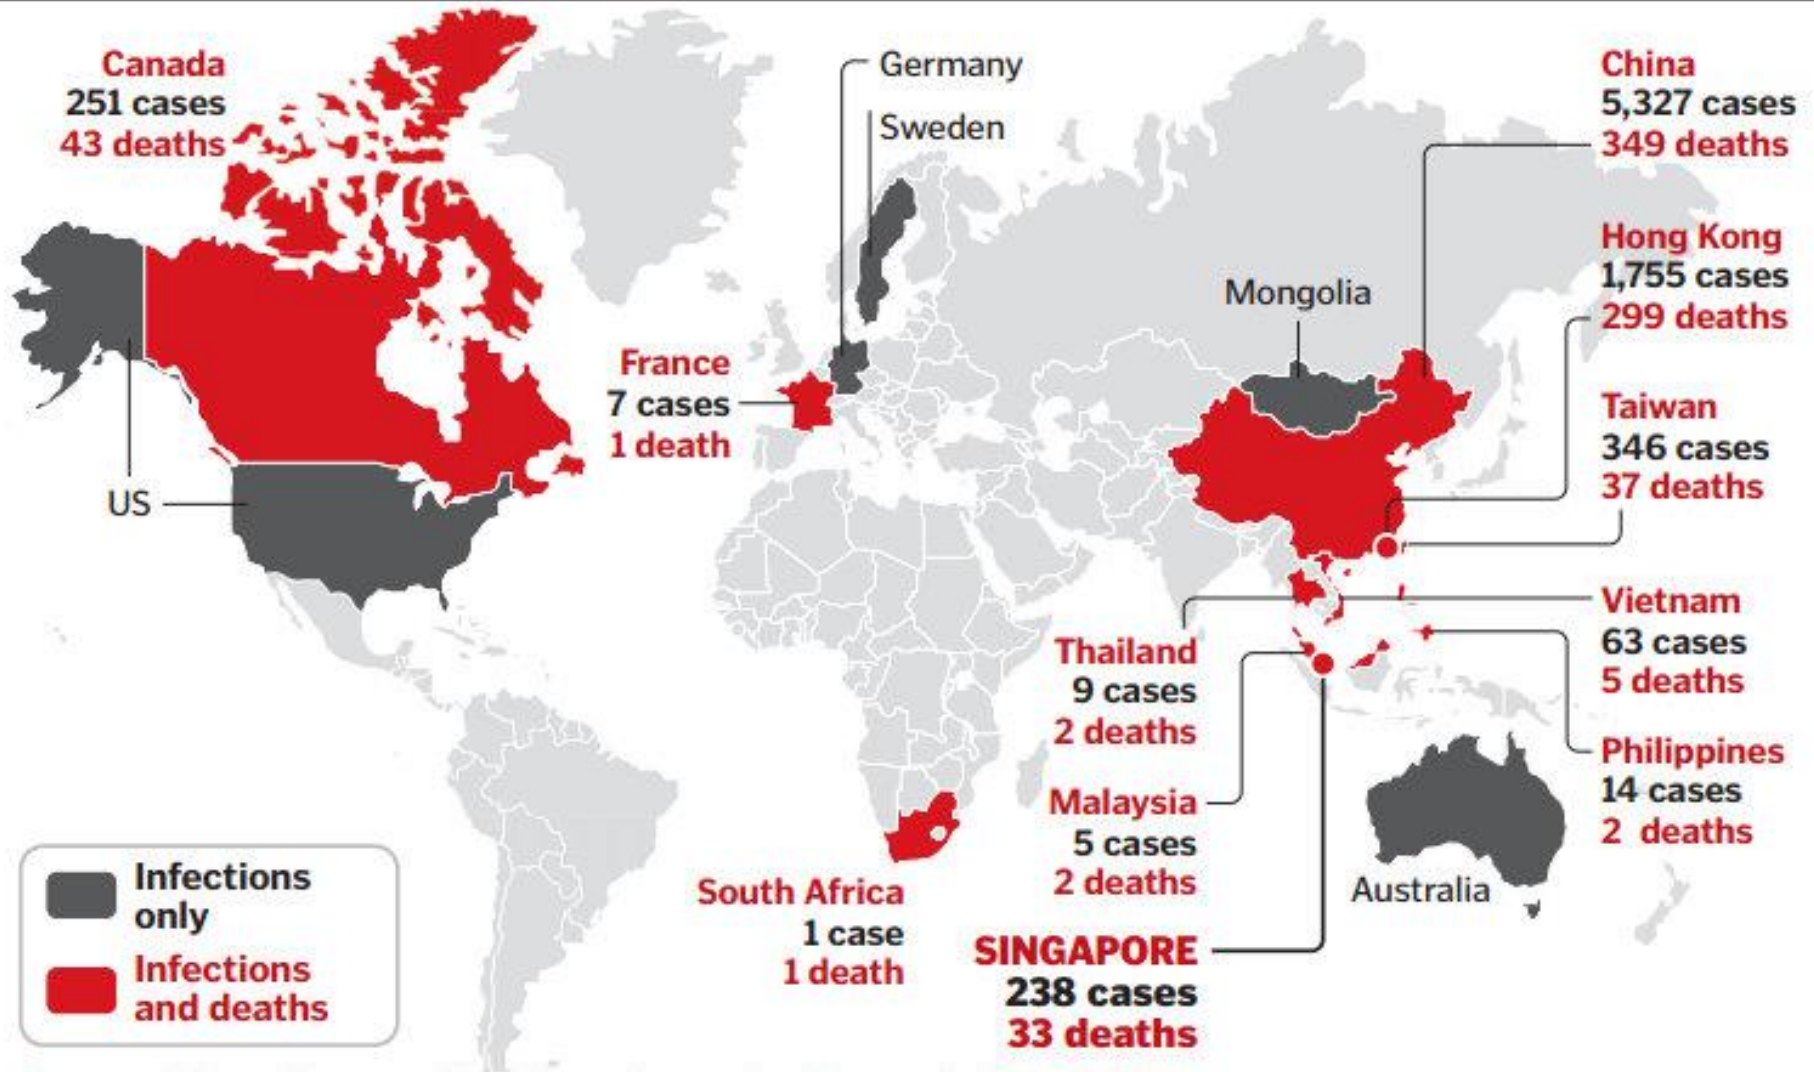 Canada
251 cases
43 deaths
Germany
Sweden
China
5,327 cases
349 deaths
Hong Kong
1,755 cases
299 deaths
Mongolia
France
7 cases
1 death
Taiwan
346 cases
37 deaths
US
Vietnam
63 cases
5 deaths
Thailand
9 cases
2 deaths
Philippines
14 cases
2 deaths
Malaysia
5 cases
2 deaths
Australia
South Africa
1 case
1 death
SINGAPORE
238 cases
33 deaths
Infections
only
Infections
and deaths